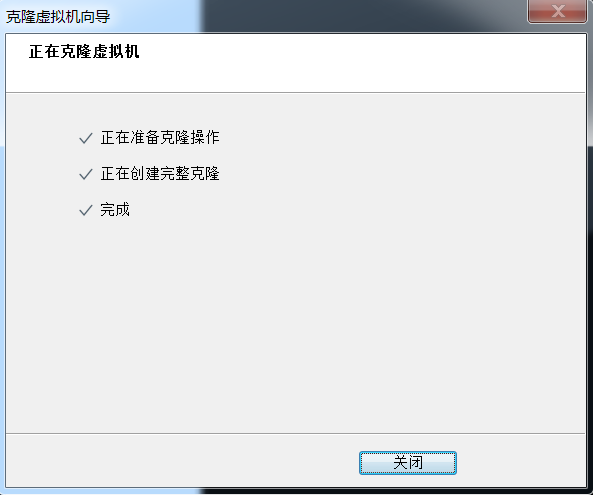 克隆虚拟机向导
正在克隆虚拟机
正在准备克隆操作
正在创建完整克隆
完成
关闭